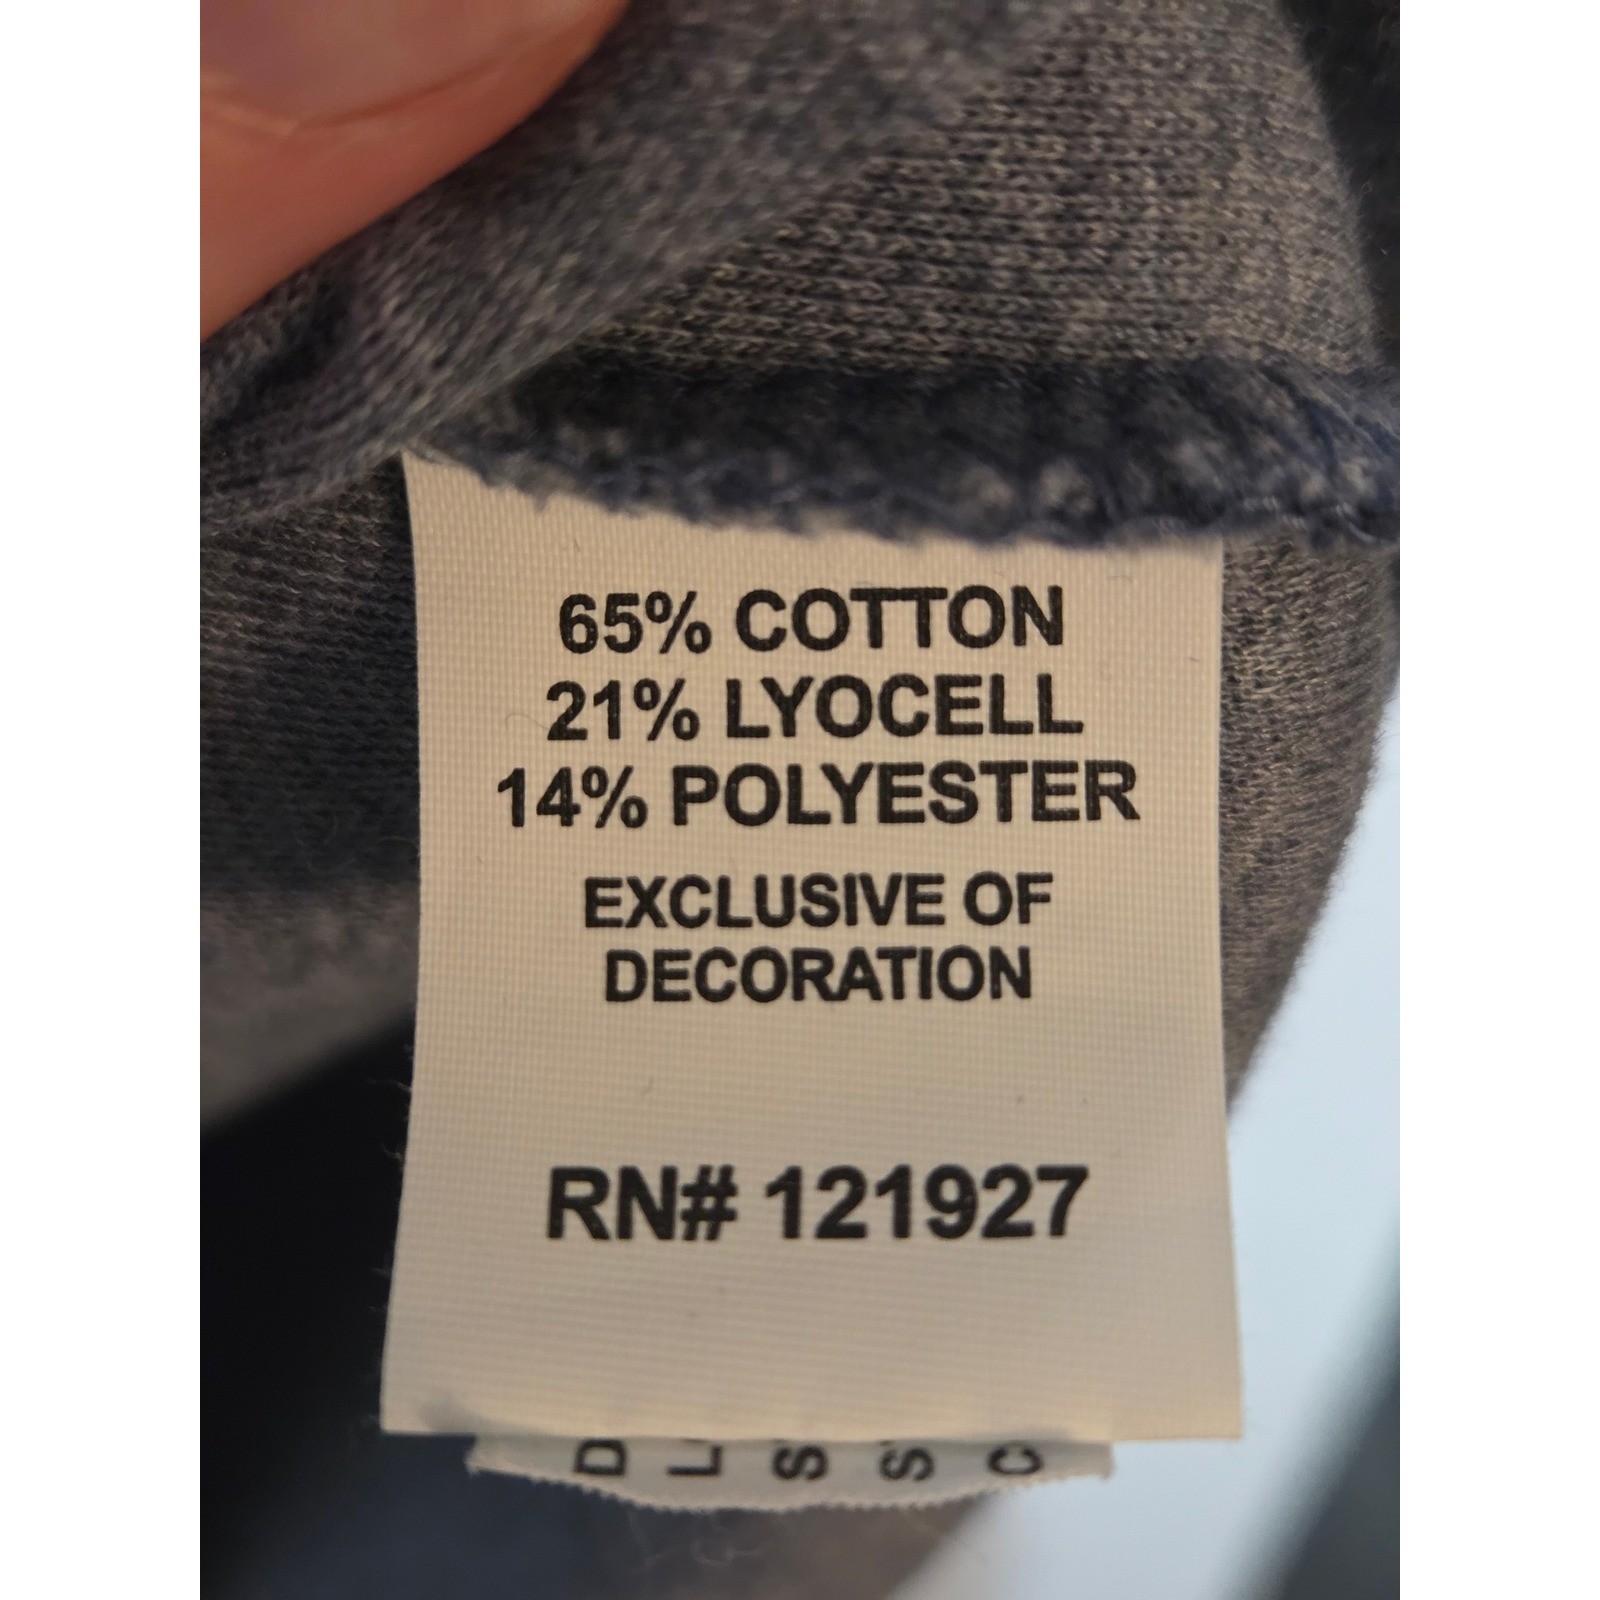 65% COTTON
21% LYOCELL
14% POLYESTER
EXCLUSIVE OF
DECORATION
RN# 121927